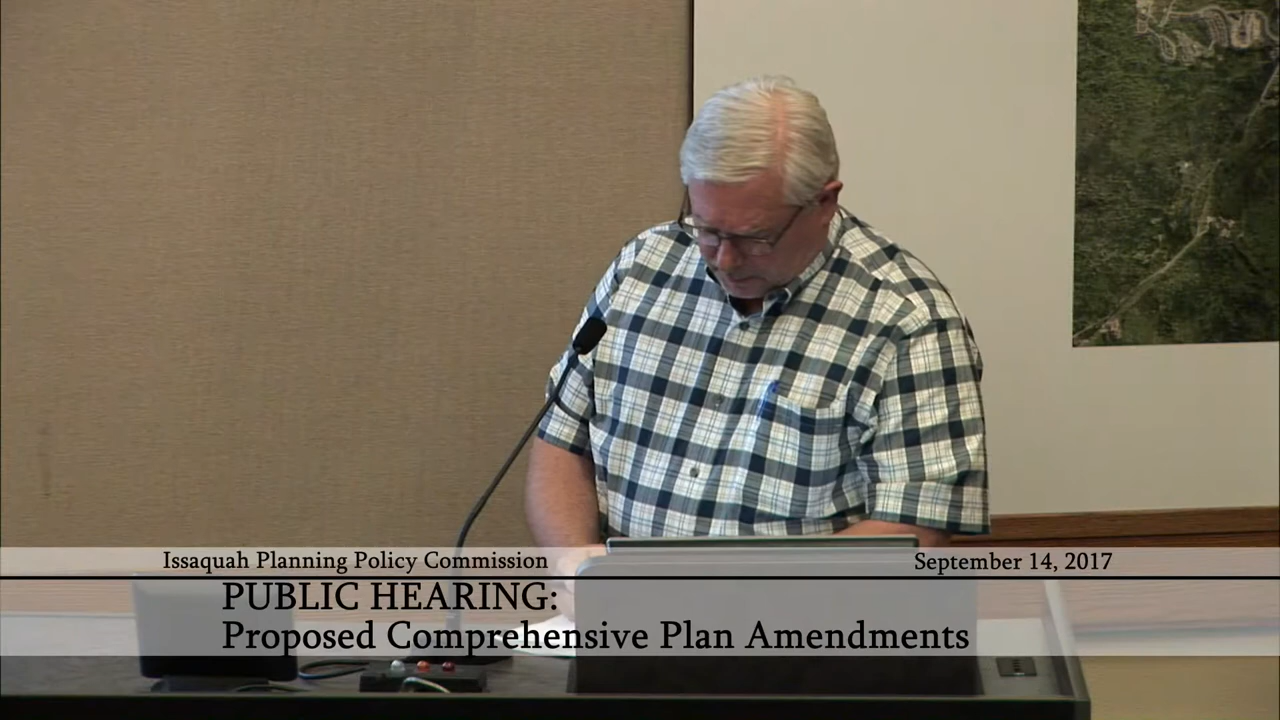 Issaquah Planning Policy Commission
September 14, 2017
PUBLIC HEARING:
Proposed Comprehensive Plan Amendments